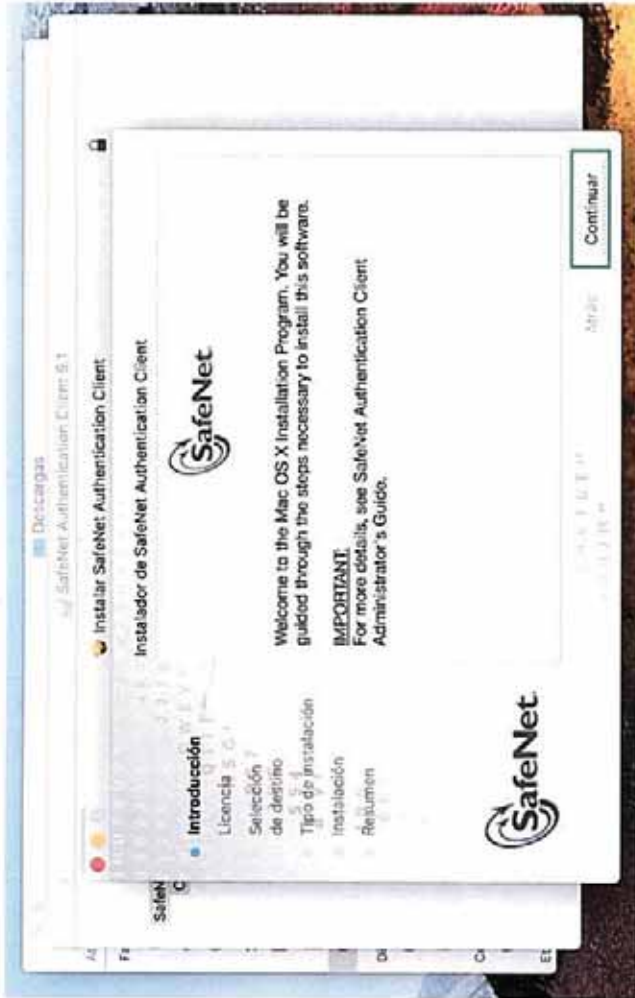 Descargas
SafeNet Authentication Client 9.1
Instalar SafeNet Authentication Client
Instalador de SafeNet Authentication Client
Introducción
Licencia
Selección
de destino
Tipo de instalación
Instalación
Resumen
SafeNet
Welcome to the Mac OS X Installation Program. You will be
guided through the steps necessary to install this software.
IMPORTANT:
For more details, see SafeNet Authentication Client
Administrator's Guide.
SafeNet
Atrás
Continuar